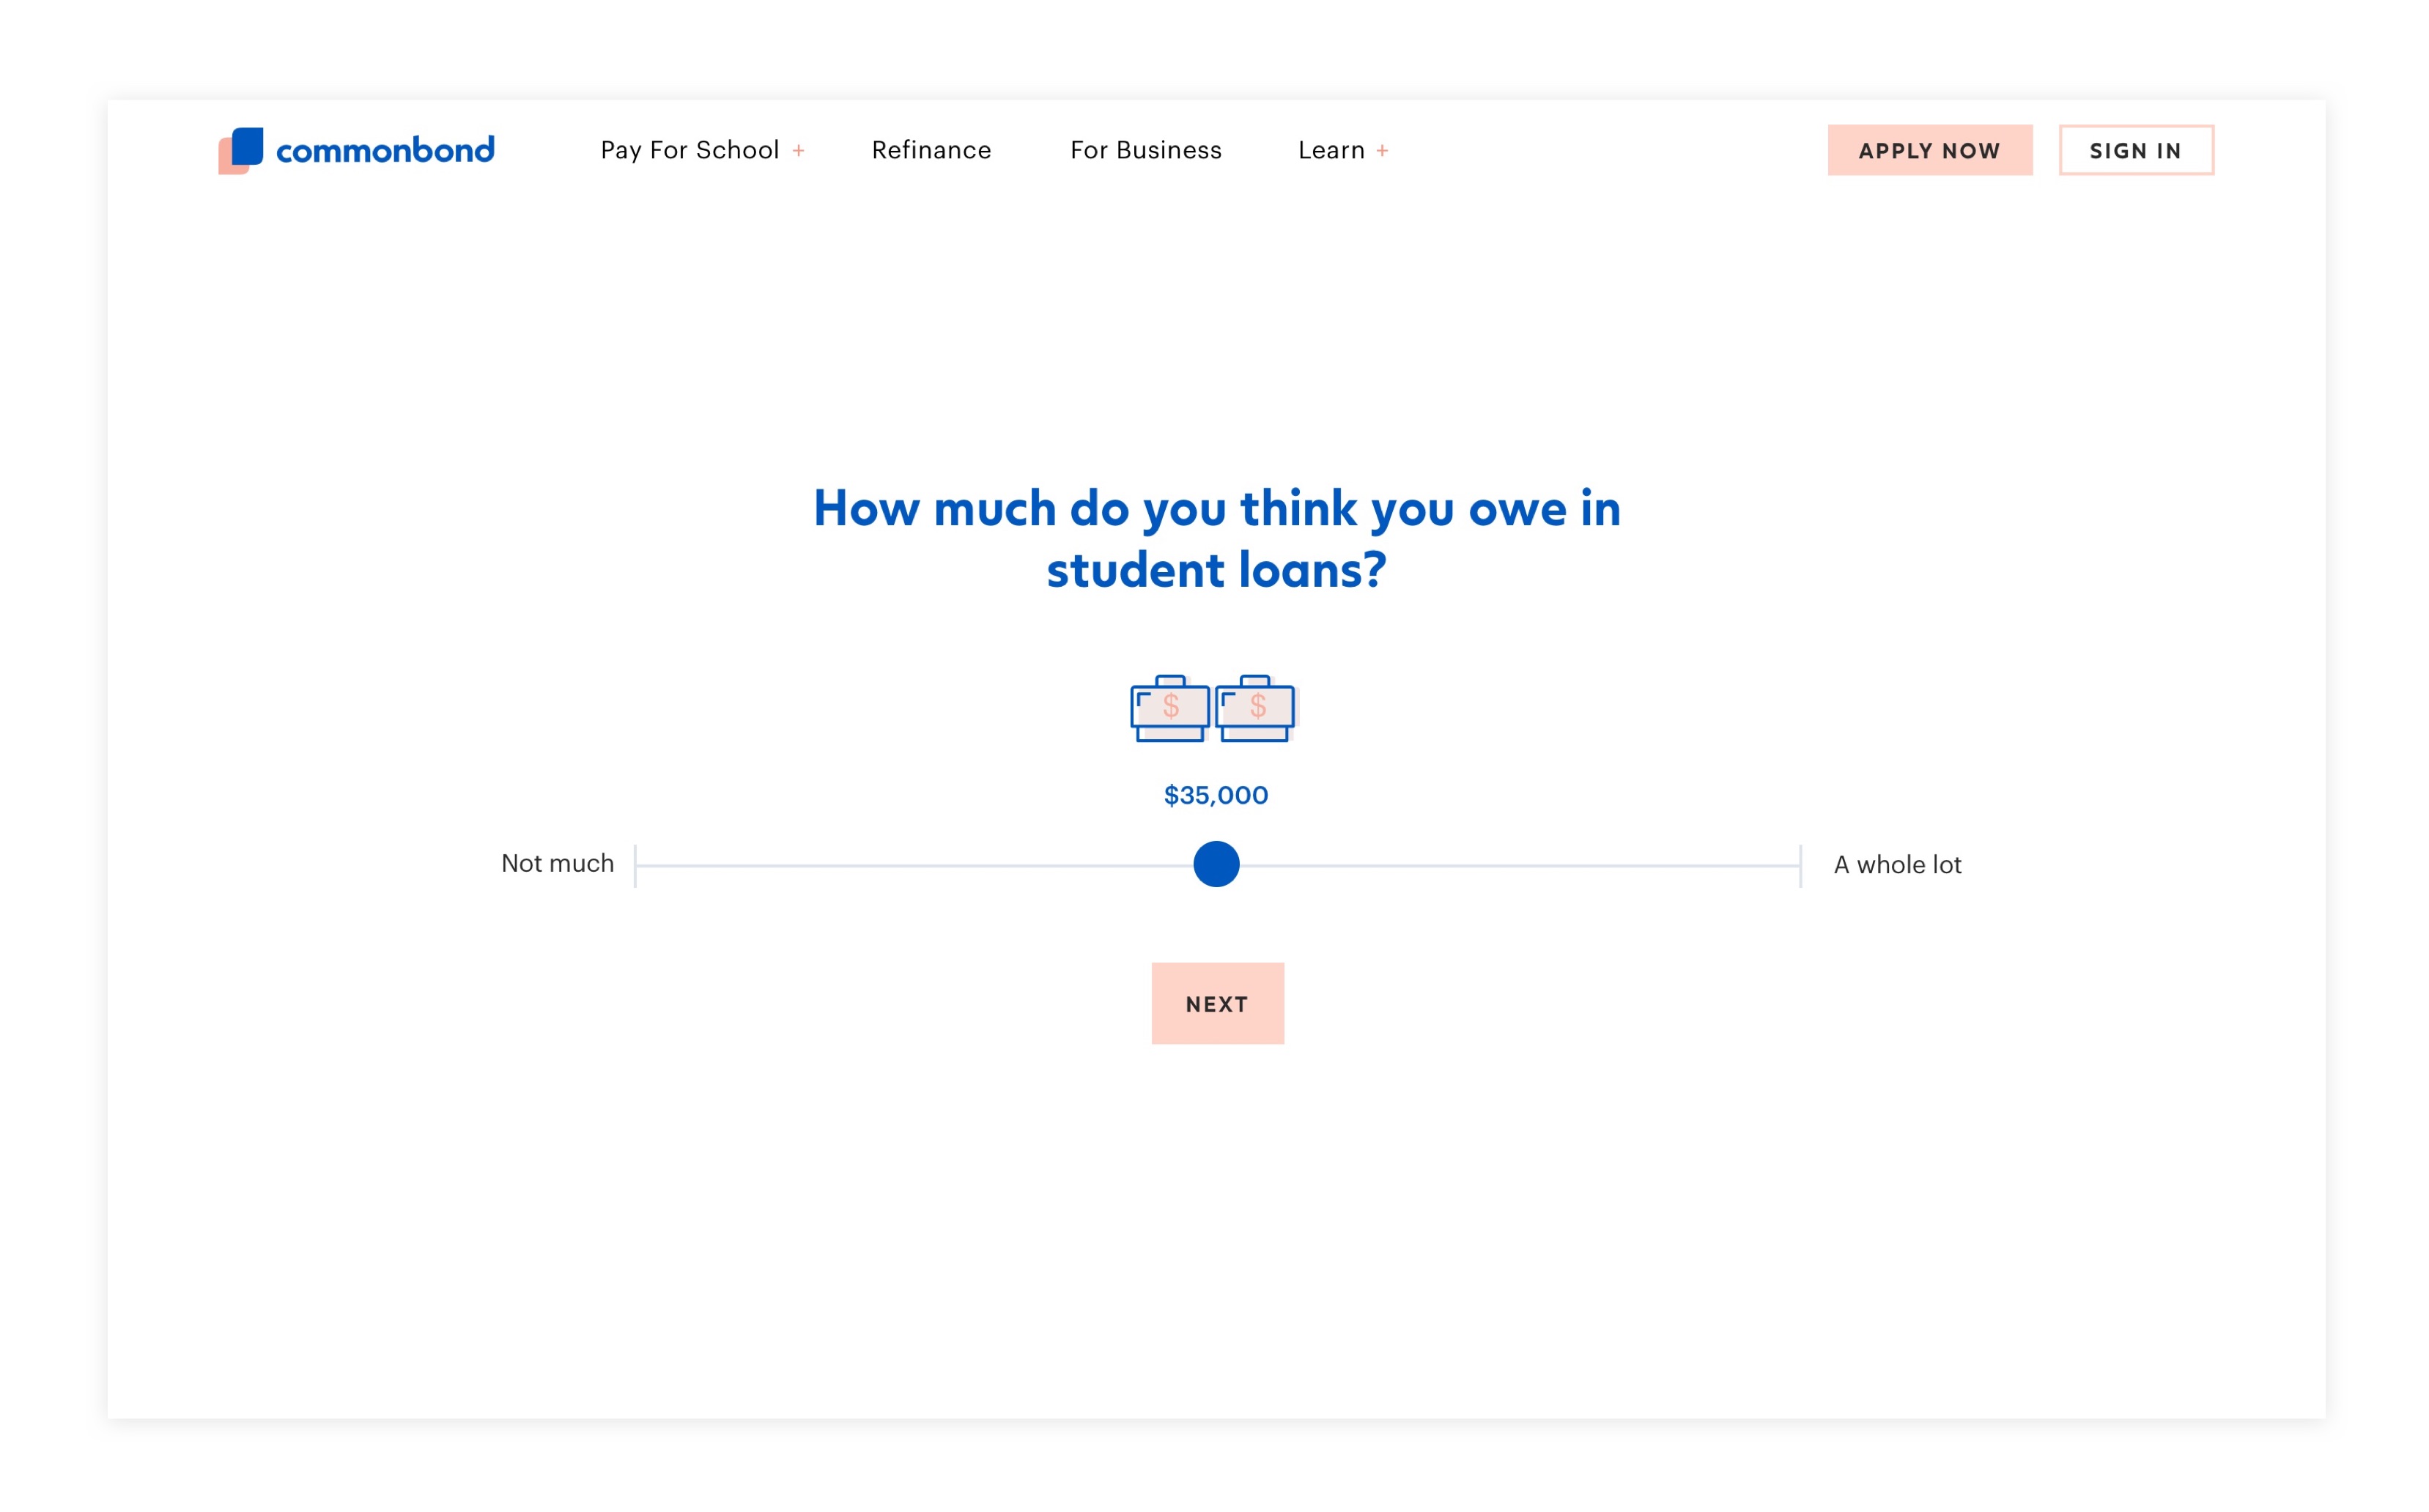 commonbond
Pay For School +
Refinance
For Business
Learn +
APPLY NOW
SIGN IN
How much do you think you owe in
student loans?
$ $
$35,000
Not much
A whole lot
NEXT